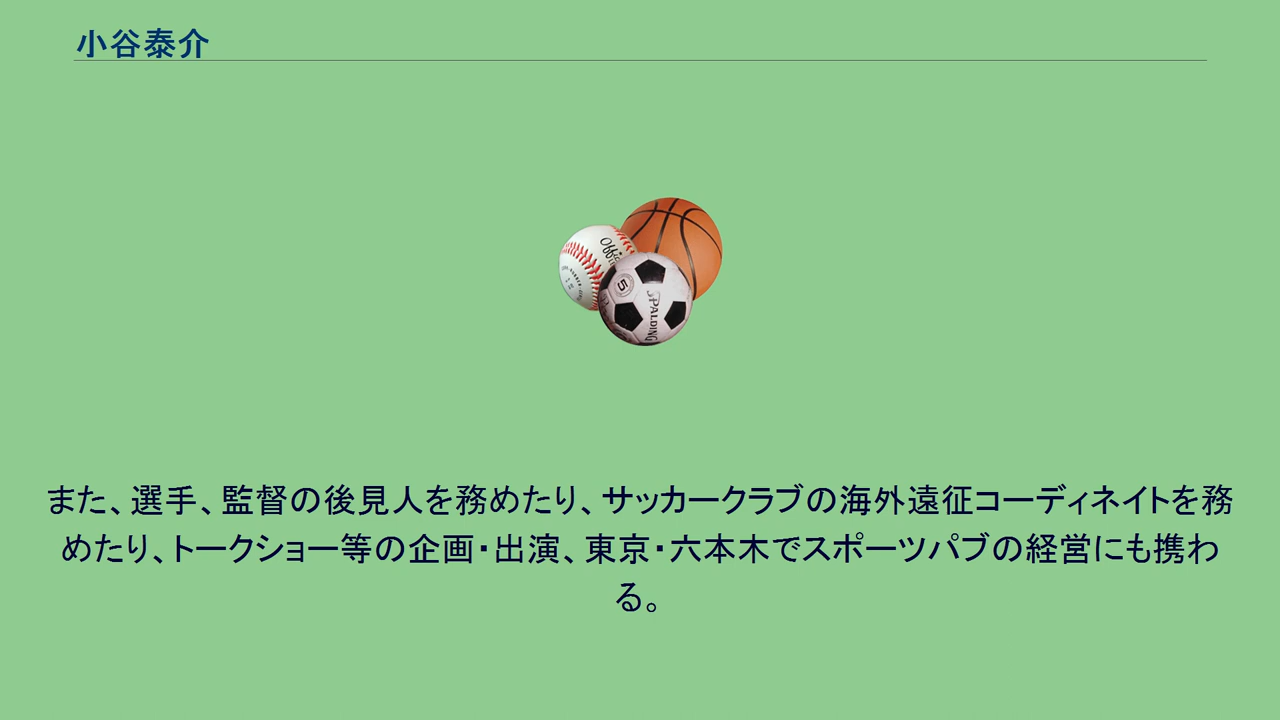 小谷泰介
また、選手、監督の後見人を務めたり、サッカークラブの海外遠征コーディネイトを務
めたり、トークショー等の企画・出演、東京・六本木でスポーツパブの経営にも携わ
る。
5
SPALDING